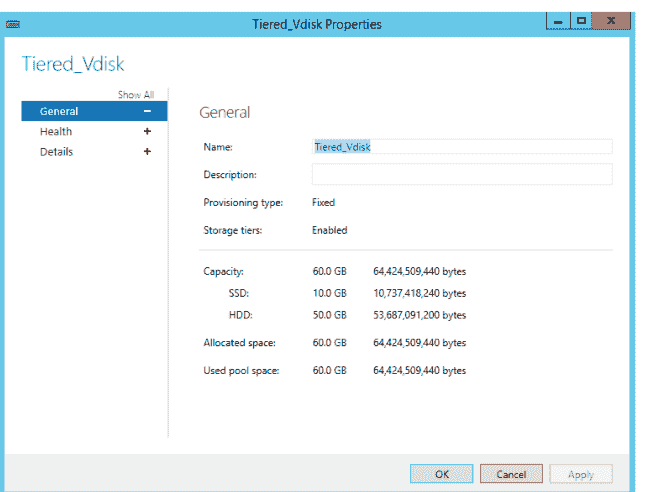 Tiered_Vdisk Properties
Tiered_Vdisk
Show All
General –
Health +
Details +
General
Name: Tiered_Vdisk
Description:
Provisioning type: Fixed
Storage tiers: Enabled
Capacity: 60.0 GB 64,424,509,440 bytes
SSD: 10.0 GB 10,737,418,240 bytes
HDD: 50.0 GB 53,687,091,200 bytes
Allocated space: 60.0 GB 64,424,509,440 bytes
Used pool space: 60.0 GB 64,424,509,440 bytes
OK Cancel Apply